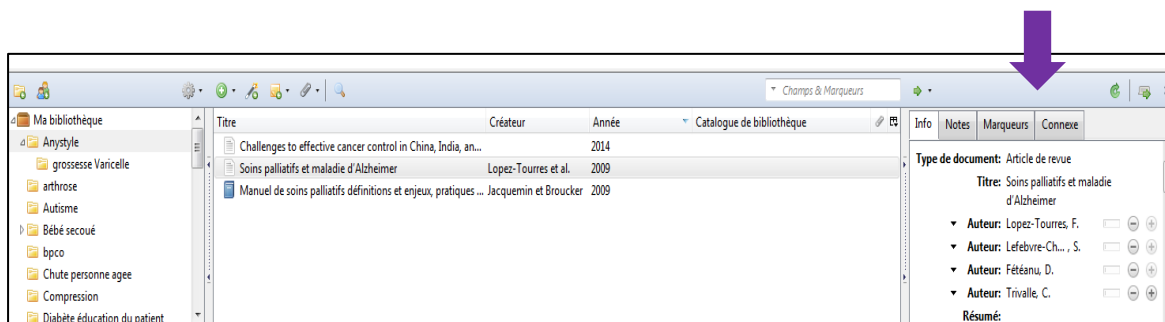 Champs & Marqueurs
Ma bibliothèque
Anystyle
grossesse Varicelle
arthrose
Autisme
Bébé secoué
bpco
Chute personne agee
Compression
Diabète éducation du patient
Titre Créateur Année Catalogue de bibliothèque
Challenges to effective cancer control in China, India, an... 2014
Soins palliatifs et maladie d'Alzheimer Lopez-Tourres et al. 2009
Manuel de soins palliatifs définitions et enjeux, pratiques ... Jacquemin et Broucker 2009
Info Notes Marqueurs Connexe
Type de document: Article de revue
Titre: Soins palliatifs et maladie
d'Alzheimer
Auteur: Lopez-Tourres, F.
Auteur: Lefebvre-Ch... , S.
Auteur: Fétéanu, D.
Auteur: Trivalle, C.
Résumé: